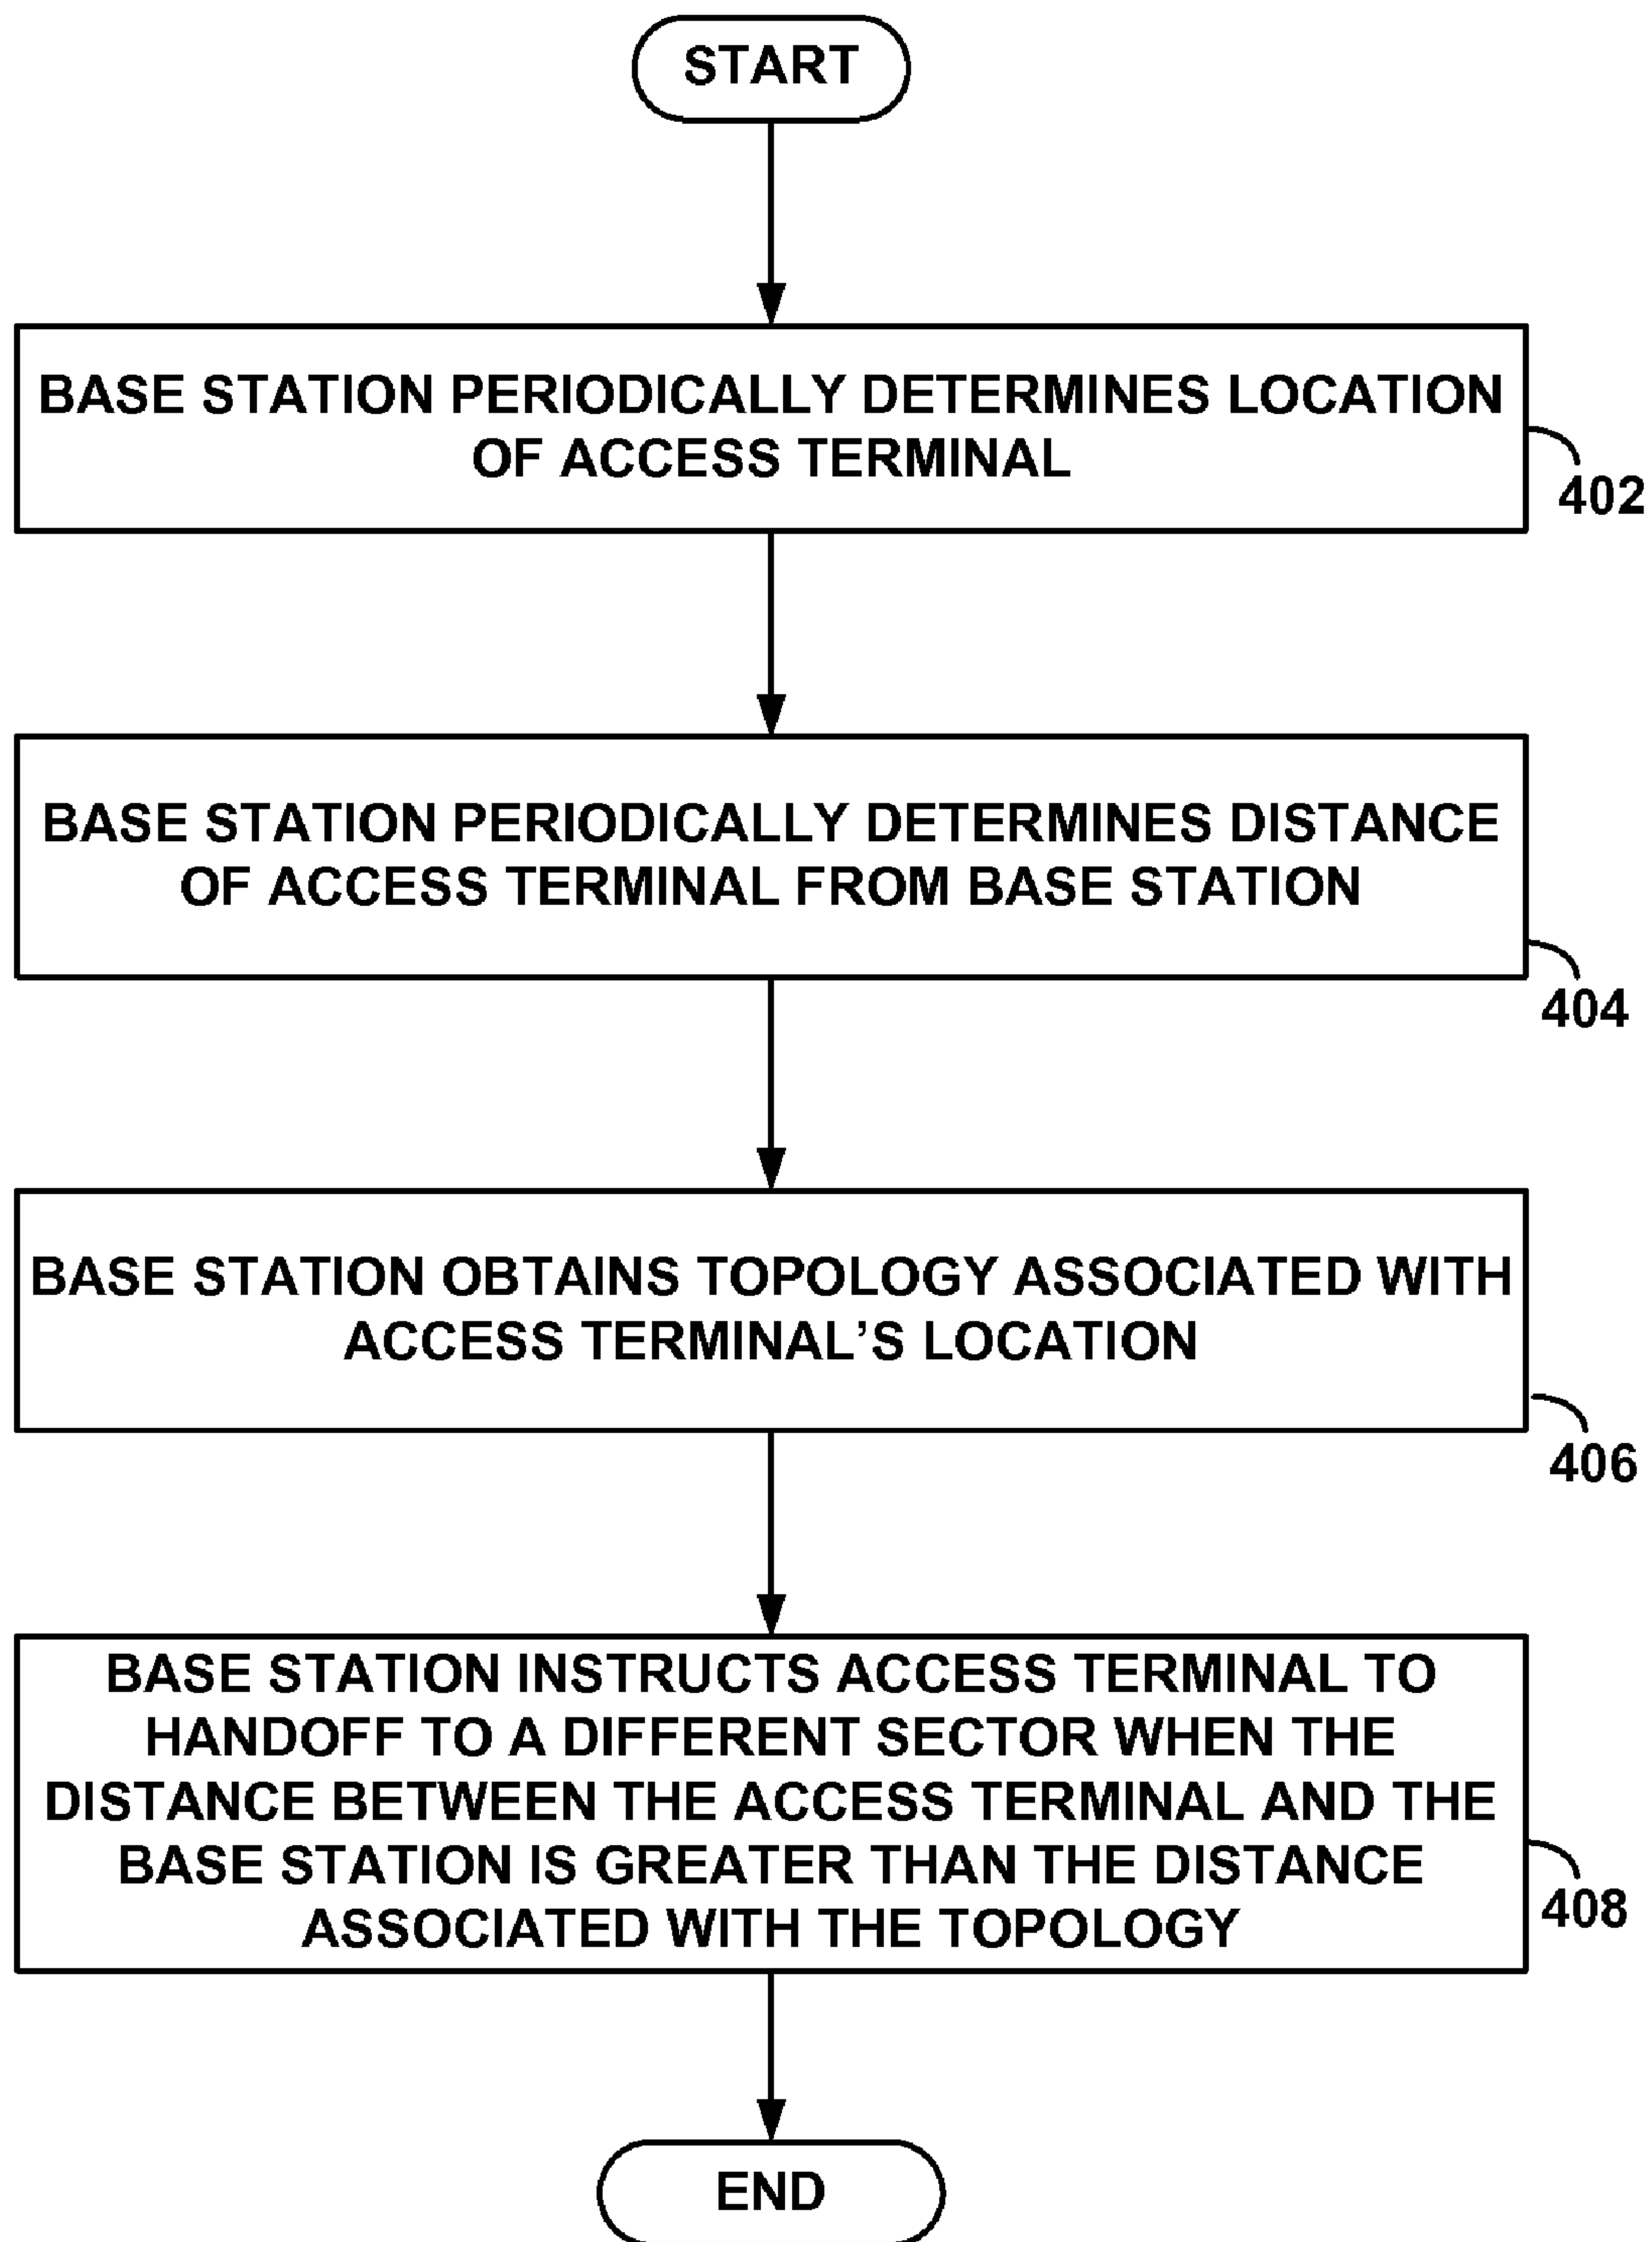 START
BASE STATION PERIODICALLY DETERMINES LOCATION
OF ACCESS TERMINAL
402
BASE STATION PERIODICALLY DETERMINES DISTANCE
OF ACCESS TERMINAL FROM BASE STATION
404
BASE STATION OBTAINS TOPOLOGY ASSOCIATED WITH
ACCESS TERMINAL’S LOCATION
406
BASE STATION INSTRUCTS ACCESS TERMINAL TO
HANDOFF TO A DIFFERENT SECTOR WHEN THE
DISTANCE BETWEEN THE ACCESS TERMINAL AND THE
BASE STATION IS GREATER THAN THE DISTANCE
ASSOCIATED WITH THE TOPOLOGY
408
END